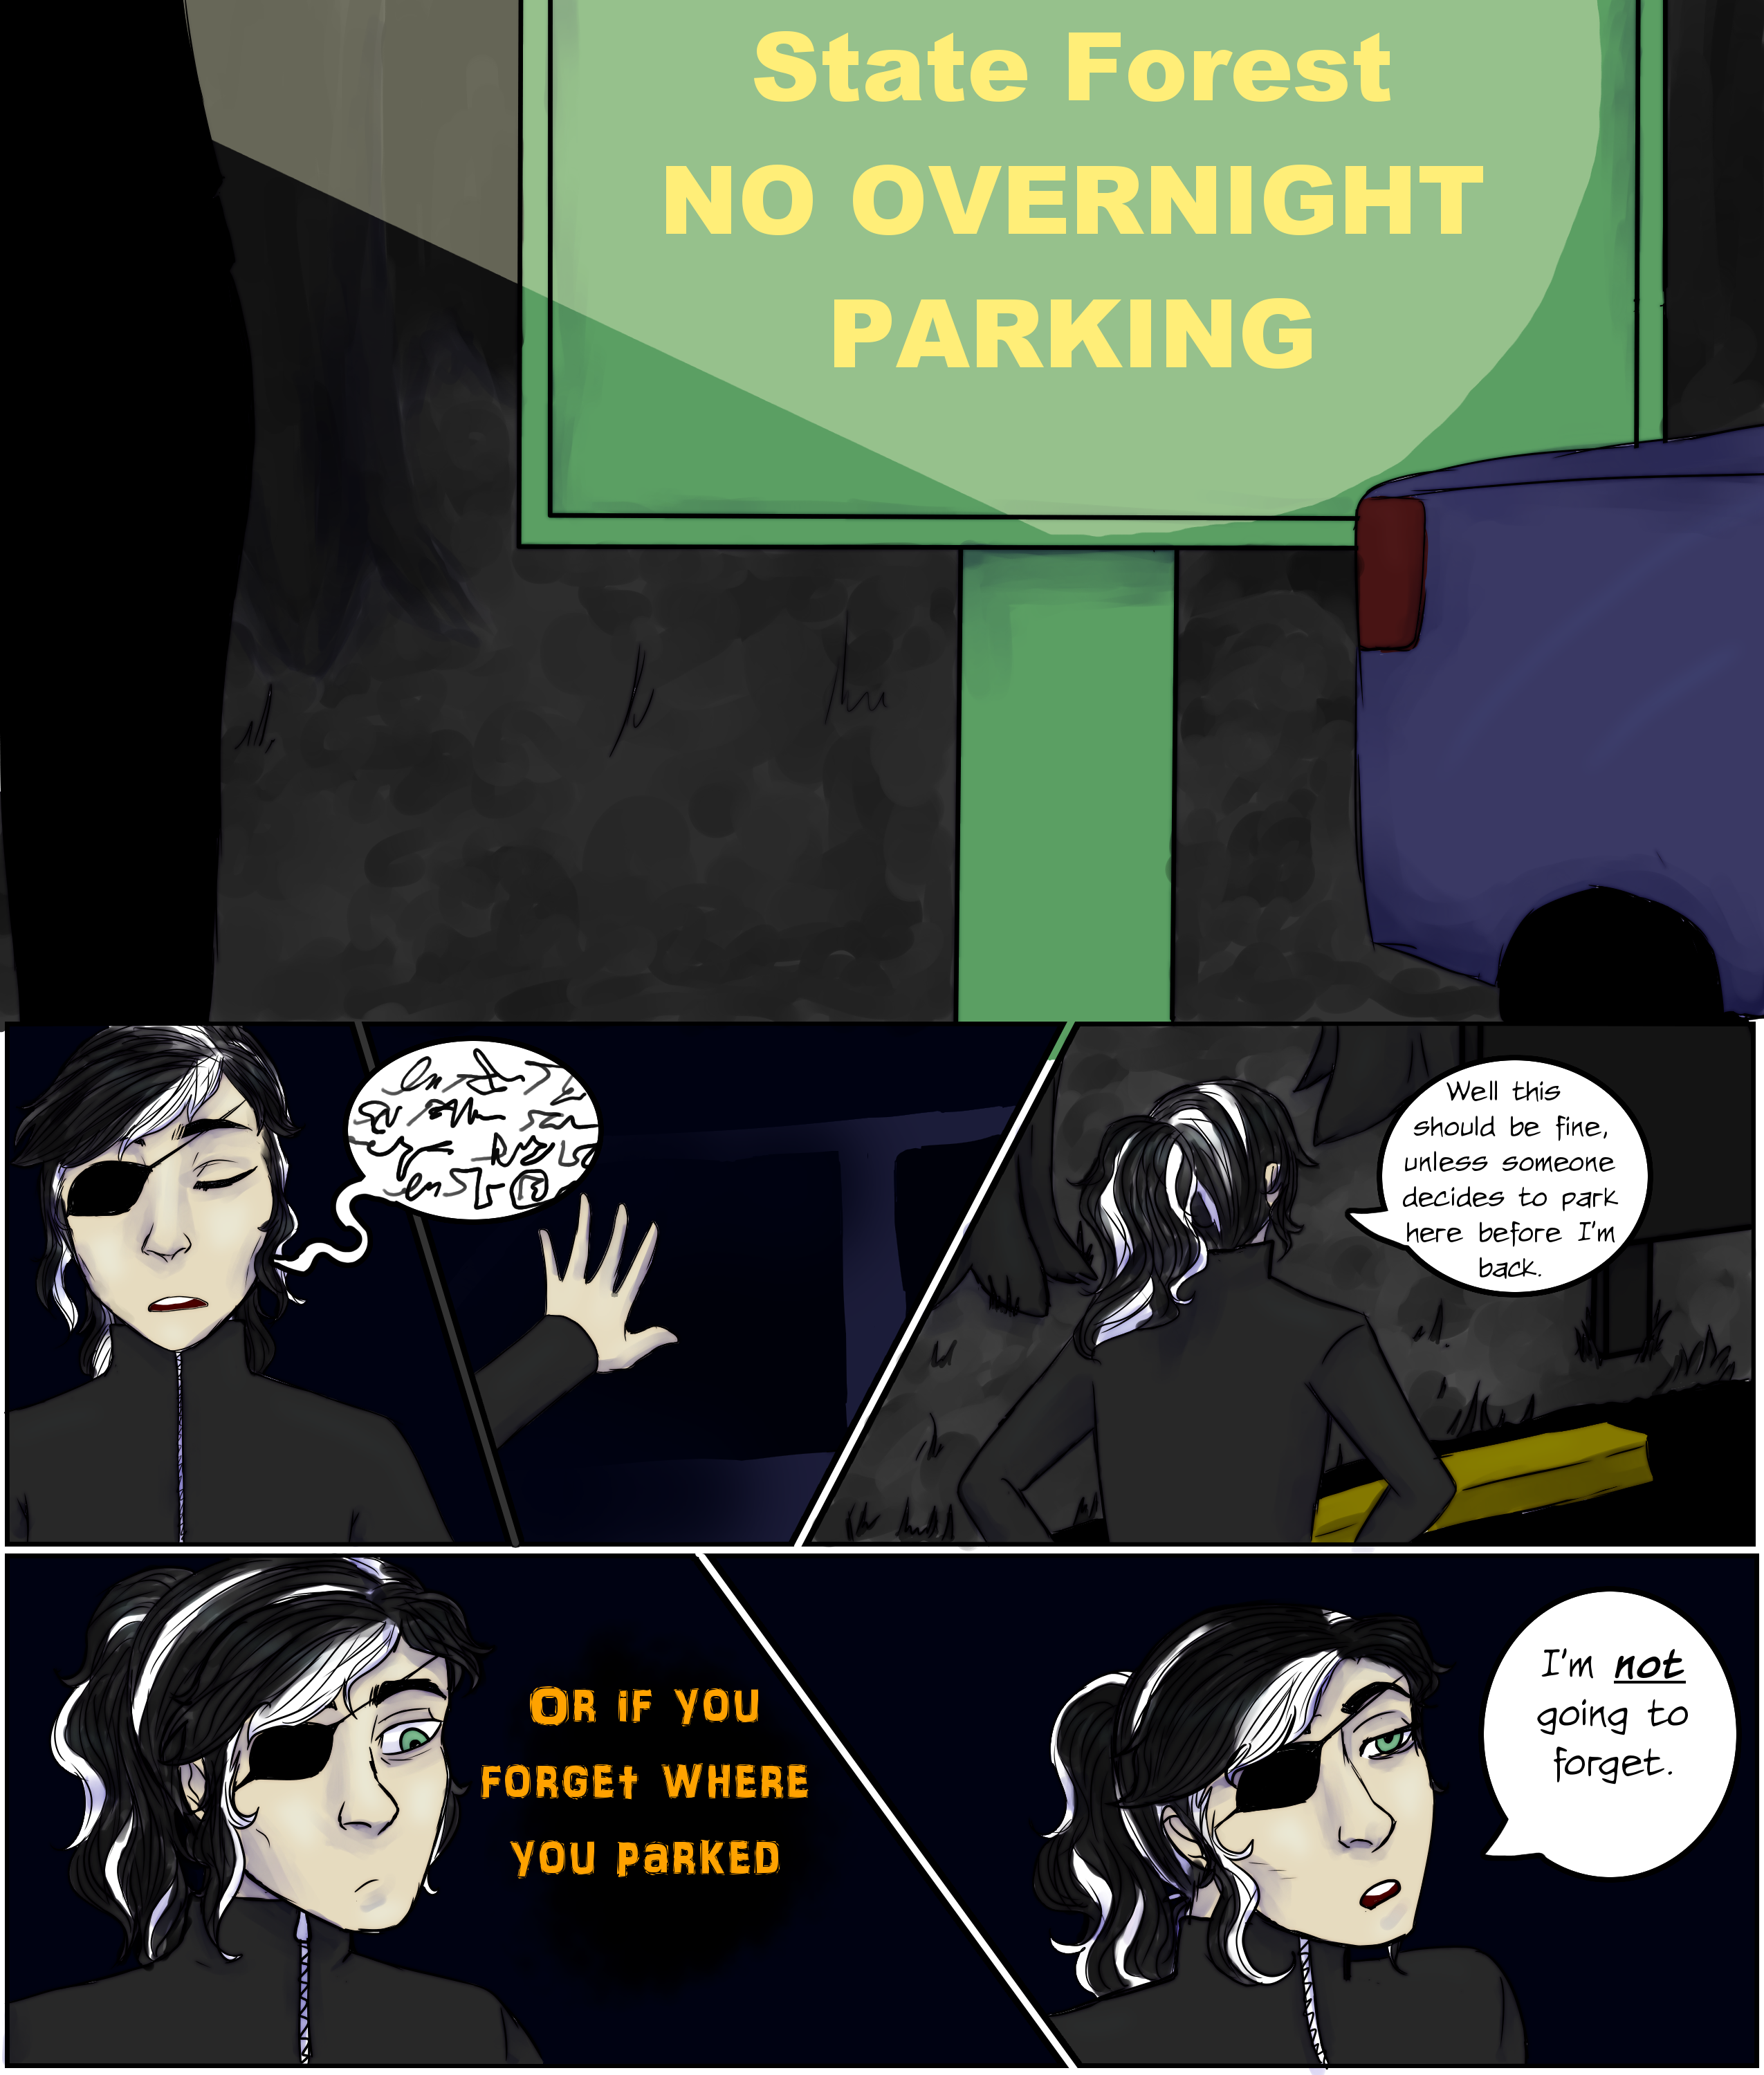 State Forest
NO OVERNIGHT
PARKING
Well this
should be fine,
unless someone
decides to park
here before I'm
back.
OR iF YOU
FORGEt WHERE
YOU PaRKED
I'm not
going to
forget.